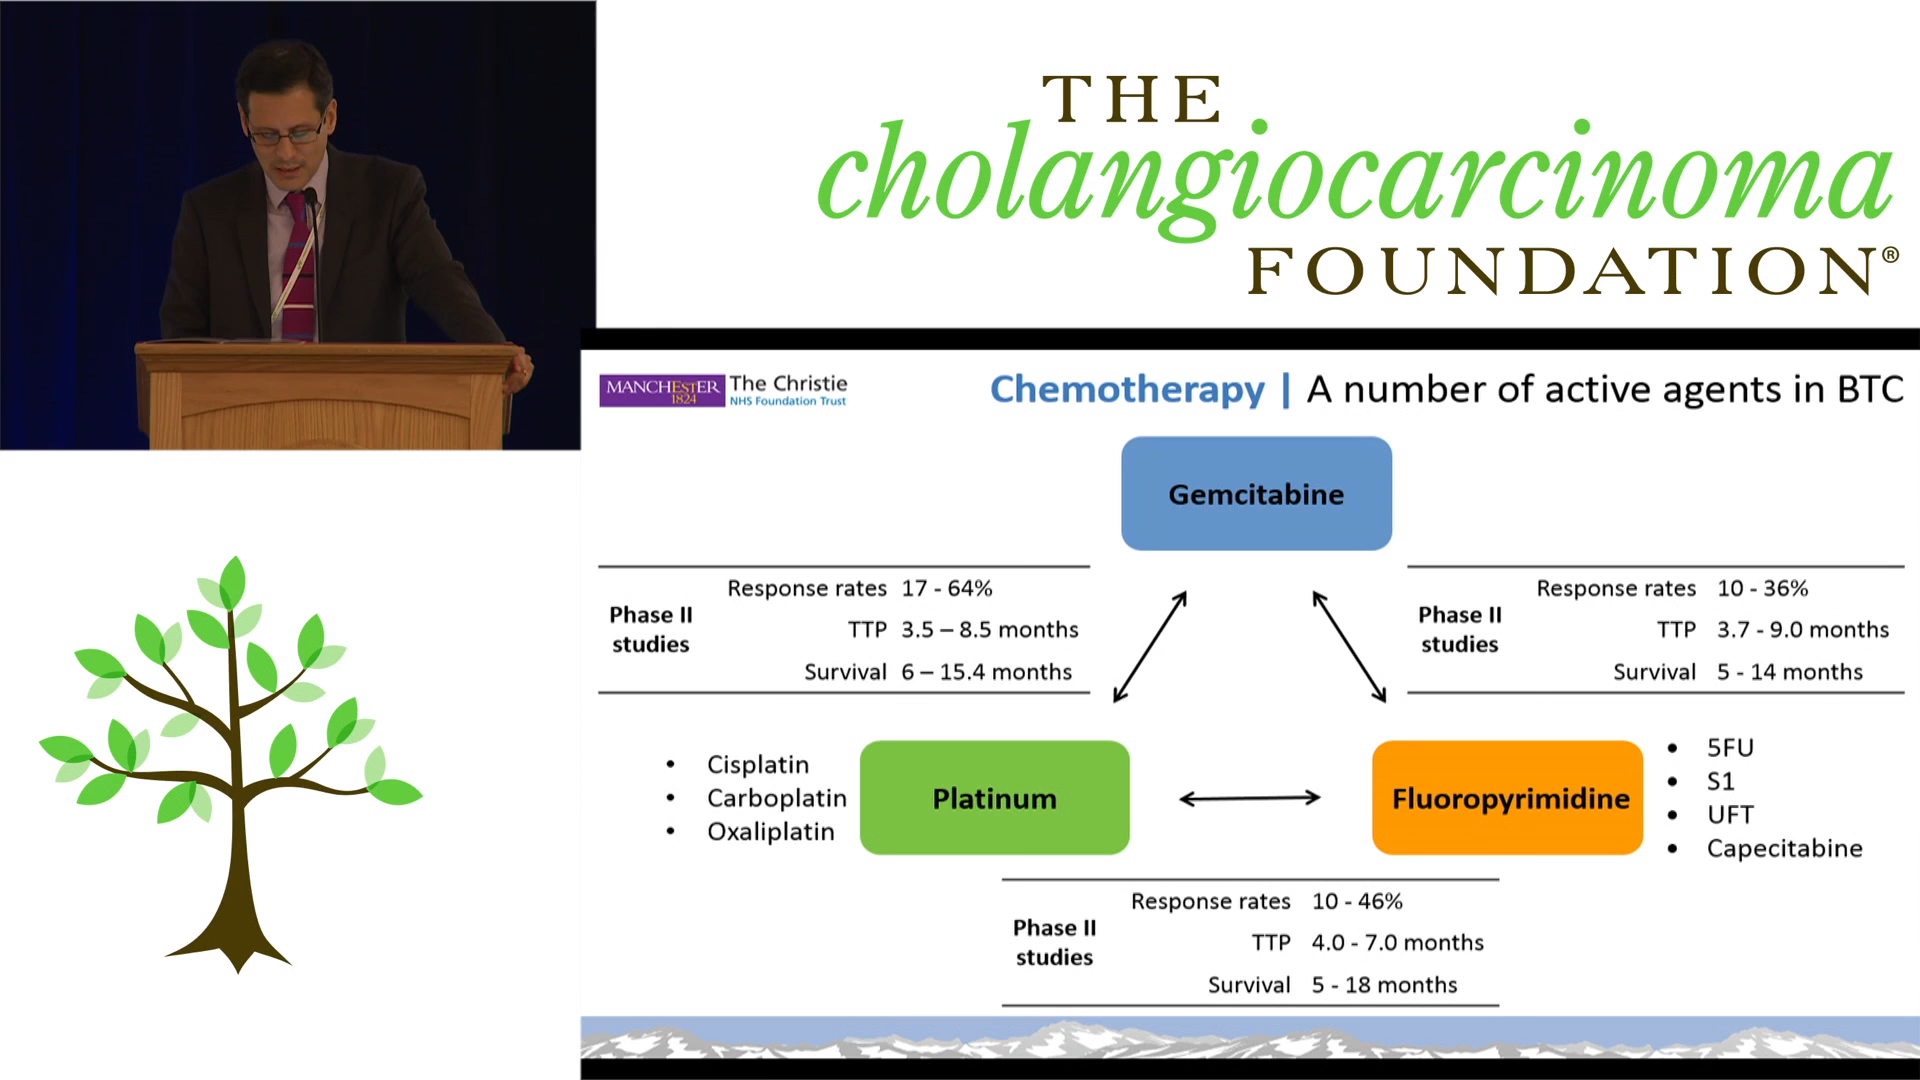 THE
cholangiocarcinoma
FOUNDATION®
MANCHESTER
1824
The Christie
NHS Foundation Trust
Chemotherapy | A number of active agents in BTC
Gemcitabine
Phase II
studies
Response rates 17 - 64%
TTP 3.5 – 8.5 months
Survival 6 – 15.4 months
Phase II
studies
Response rates 10 - 36%
TTP 3.7 - 9.0 months
Survival 5 - 14 months
• Cisplatin
• Carboplatin
• Oxaliplatin
Platinum
Fluoropyrimidine
• 5FU
• S1
• UFT
• Capecitabine
Phase II
studies
Response rates 10 - 46%
TTP 4.0 - 7.0 months
Survival 5 - 18 months